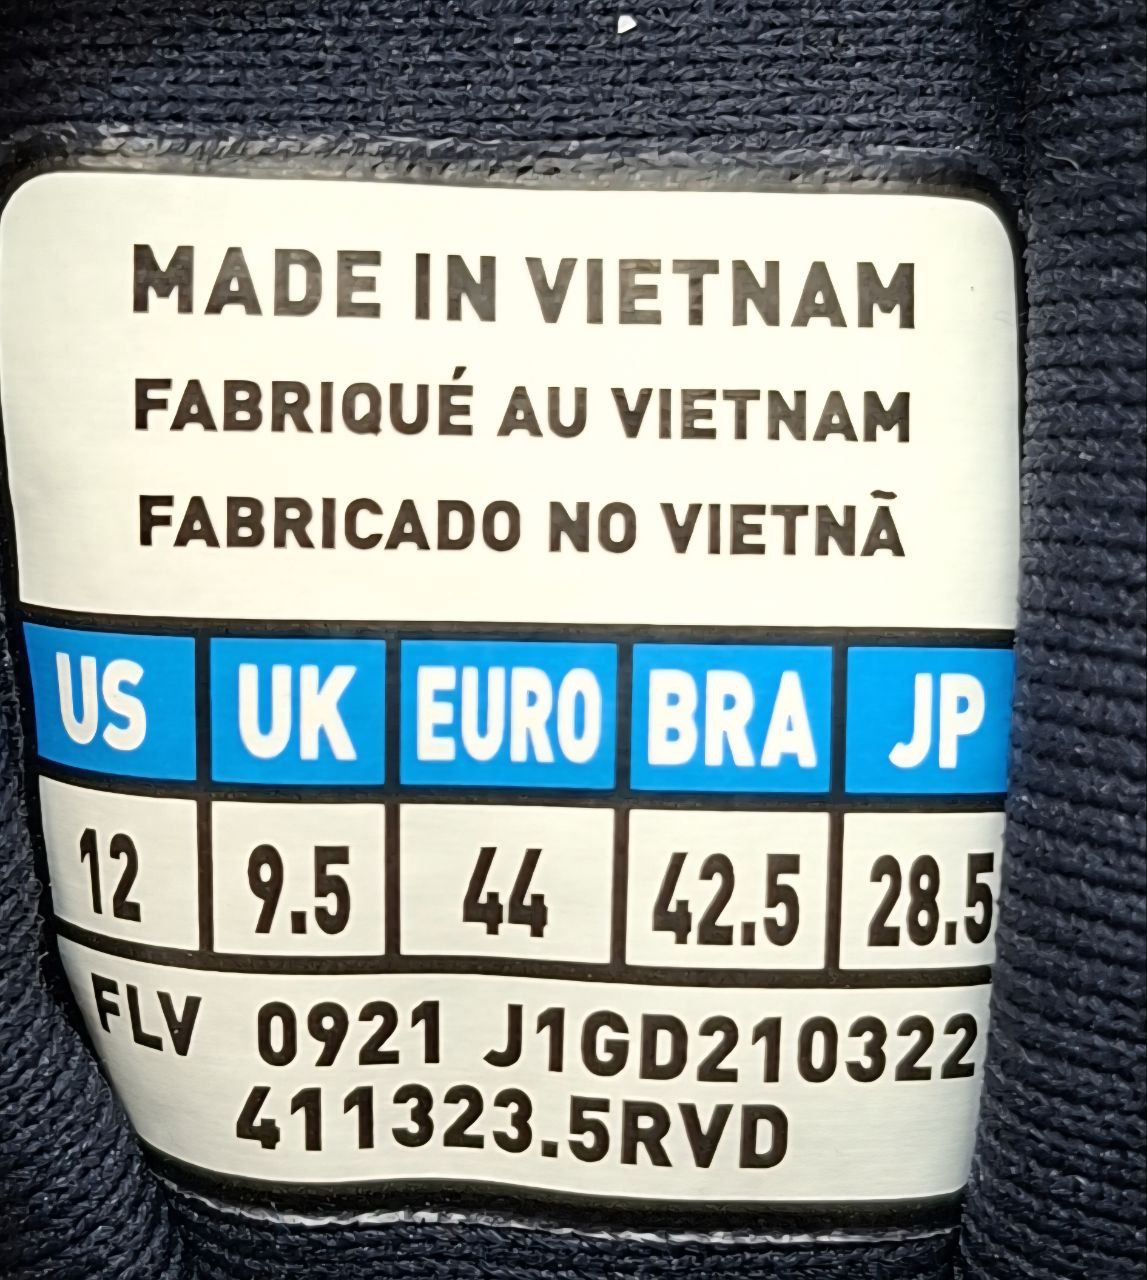 MADE IN VIETNAM
FABRIQUÉ AU VIETNAM
FABRICADO NO VIETNÃ
US UK EURO BRA JP
12 9.5 44 42.5 28.5
FLV 0921 J1GD210322
411323.5RVD